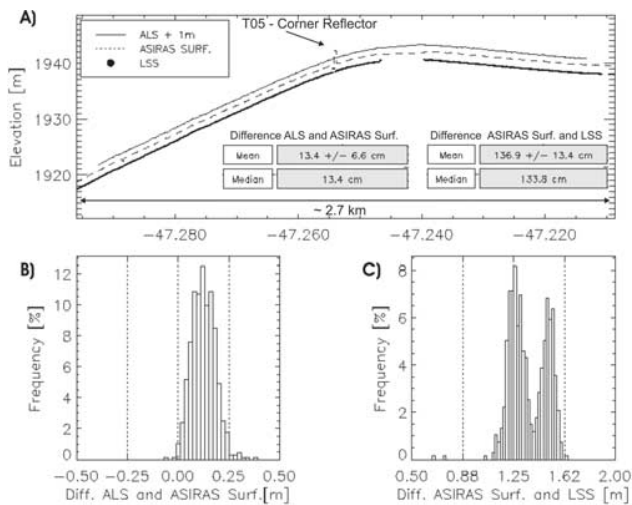 A)
T05 - Corner Reflector
ALS + 1m
ASIRAS SURF.
LSS
Elevation [m]
1940
1930
1920
Difference ALS and ASIRAS Surf.
Mean
13.4 +/- 6.6 cm
Median
13.4 cm
Difference ASIRAS Surf. and LSS
Mean
136.9 +/- 13.4 cm
Median
133.8 cm
~ 2.7 km
-47.280
-47.260
-47.240
-47.220
B)
Frequency [%]
12
10
8
6
4
2
0
-0.50
-0.25
0.00
0.25
0.50
Diff. ALS and ASIRAS Surf.[m]
C)
Frequency [%]
8
6
4
2
0
0.50
0.88
1.25
1.62
2.00
Diff. ASIRAS Surf. and LSS [m]